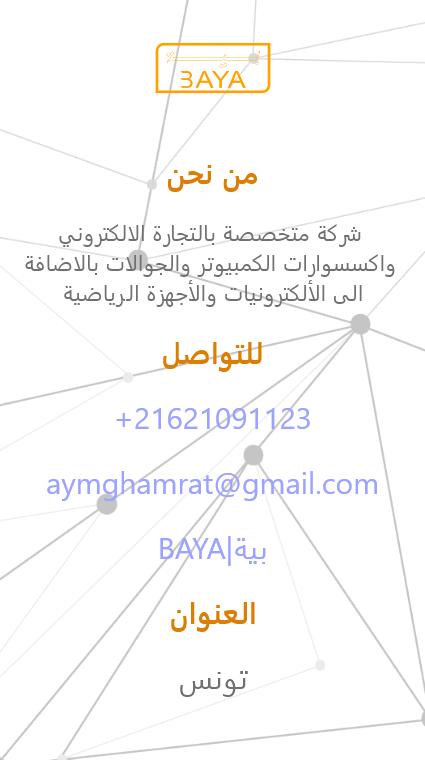 BAYA
من نحن
شركة متخصصة بالتجارة الالكتروني
واكسسوارات الكمبيوتر والجوالات بالاضافة
الى الألكترونيات والأجهزة الرياضية
للتواصل
+21621091123
aymghamrat@gmail.com
بية|BAYA
العنوان
تونس